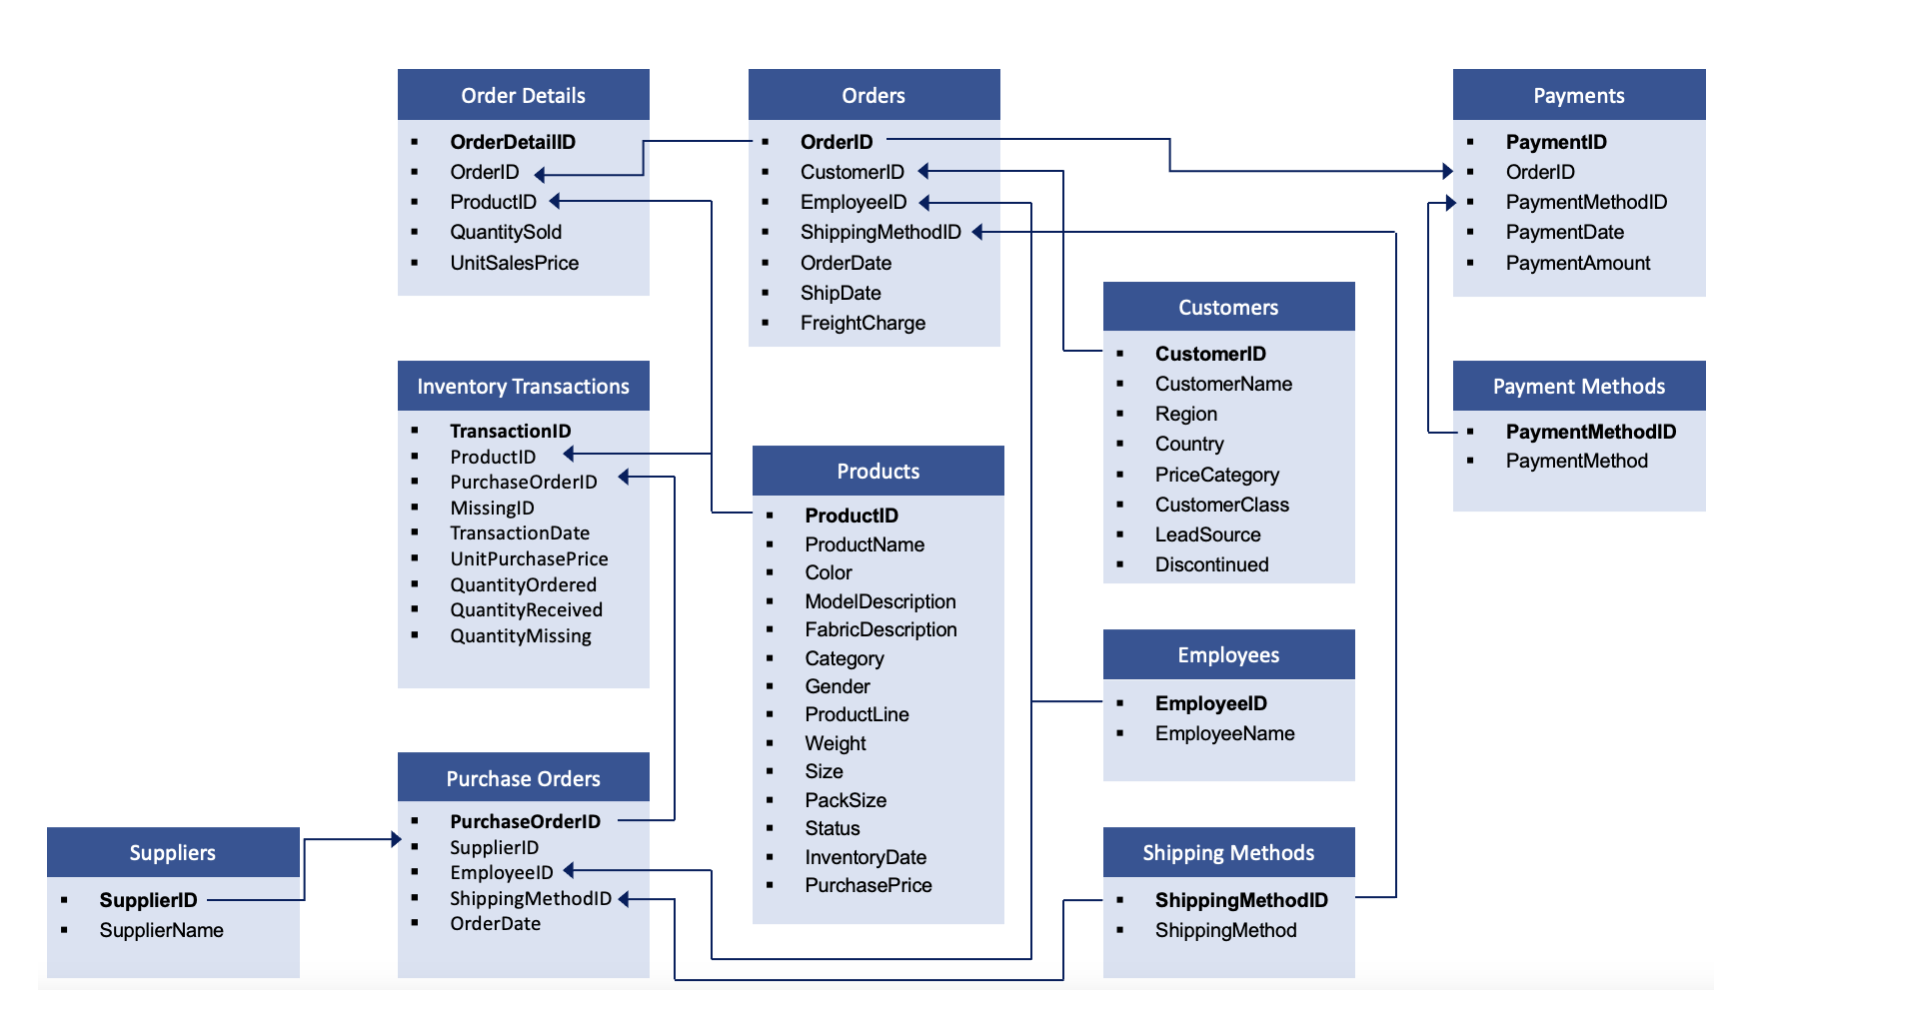 Order Details
OrderDetailID
OrderID
ProductID
QuantitySold
UnitSalesPrice
Orders
OrderID
CustomerID
EmployeeID
ShippingMethodID
OrderDate
ShipDate
FreightCharge
Payments
PaymentID
OrderID
PaymentMethodID
PaymentDate
PaymentAmount
Customers
CustomerID
CustomerName
Region
Country
PriceCategory
CustomerClass
LeadSource
Discontinued
Inventory Transactions
TransactionID
ProductID
PurchaseOrderID
MissingID
TransactionDate
UnitPurchasePrice
QuantityOrdered
QuantityReceived
QuantityMissing
Payment Methods
PaymentMethodID
PaymentMethod
Products
ProductID
ProductName
Color
ModelDescription
FabricDescription
Category
Gender
ProductLine
Weight
Size
PackSize
Status
InventoryDate
PurchasePrice
Employees
EmployeeID
EmployeeName
Purchase Orders
PurchaseOrderID
SupplierID
EmployeeID
ShippingMethodID
OrderDate
Suppliers
SupplierID
SupplierName
Shipping Methods
ShippingMethodID
ShippingMethod